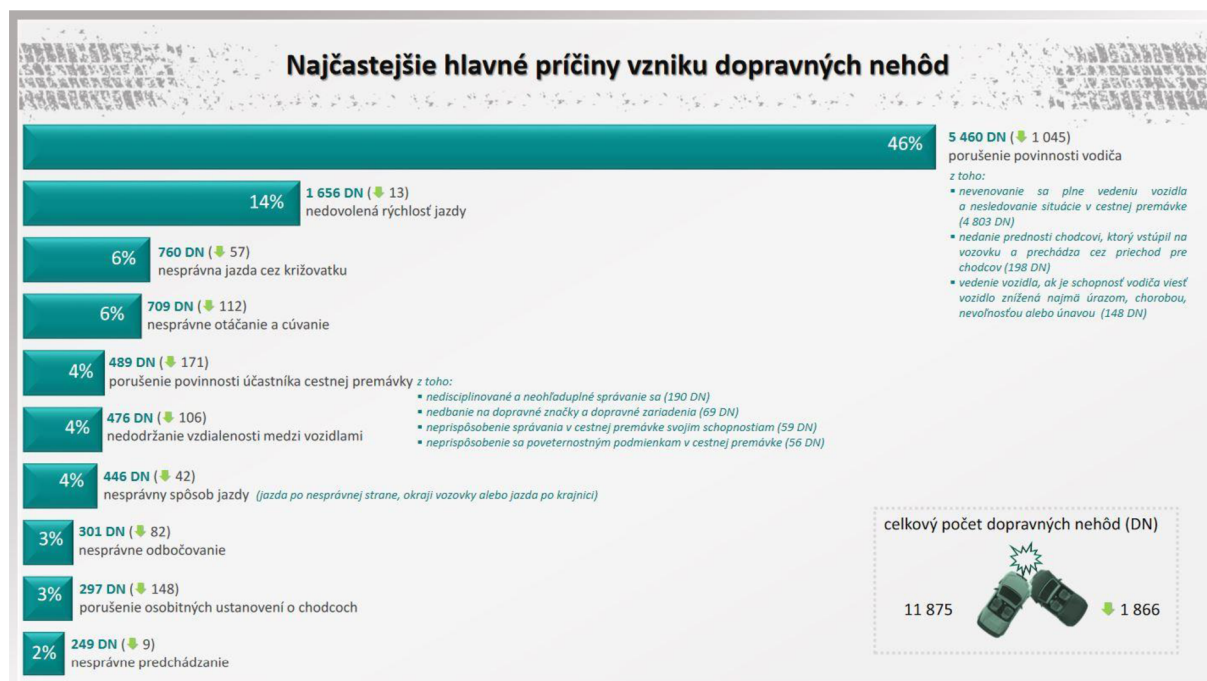 Najčastejšie hlavné príčiny vzniku dopravných nehôd
46%
5 460 DN (🡇 1 045)
porušenie povinnosti vodiča
z toho:
▪ nevenovanie sa plne vedeniu vozidla
a nesledovanie situácie v cestnej premávke
(4 803 DN)
▪ nedanie prednosti chodcovi, ktorý vstúpil na
vozovku a prechádza cez priechod pre
chodcov (198 DN)
▪ vedenie vozidla, ak je schopnosť vodiča viesť
vozidlo znížená najmä úrazom, chorobou,
nevoľnosťou alebo únavou (148 DN)
14%
1 656 DN (🡇 13)
nedovolená rýchlosť jazdy
6%
760 DN (🡇 57)
nesprávna jazda cez križovatku
6%
709 DN (🡇 112)
nesprávne otáčanie a cúvanie
4%
489 DN (🡇 171)
porušenie povinnosti účastníka cestnej premávky z toho:
▪ nedisciplinované a neohľaduplné správanie sa (190 DN)
▪ nedbanie na dopravné značky a dopravné zariadenia (69 DN)
▪ neprispôsobenie správania v cestnej premávke svojim schopnostiam (59 DN)
▪ neprispôsobenie sa poveternostným podmienkam v cestnej premávke (56 DN)
4%
476 DN (🡇 106)
nedodržanie vzdialenosti medzi vozidlami
4%
446 DN (🡇 42)
nesprávny spôsob jazdy (jazda po nesprávnej strane, okraji vozovky alebo jazda po krajnici)
3%
301 DN (🡇 82)
nesprávne odbočovanie
3%
297 DN (🡇 148)
porušenie osobitných ustanovení o chodcoch
2%
249 DN (🡇 9)
nesprávne predchádzanie
celkový počet dopravných nehôd (DN)
11 875 🡇 1 866